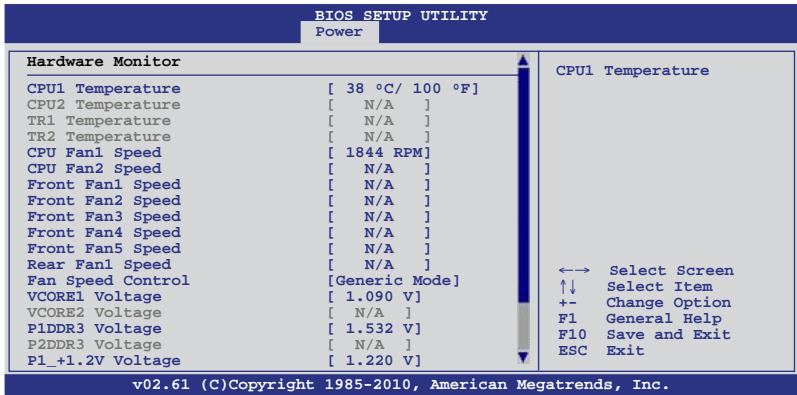 BIOS SETUP UTILITY
Power
Hardware Monitor
CPU1 Temperature [ 38 ºC/ 100 ºF]
CPU2 Temperature [ N/A ]
TR1 Temperature [ N/A ]
TR2 Temperature [ N/A ]
CPU Fan1 Speed [ 1844 RPM]
CPU Fan2 Speed [ N/A ]
Front Fan1 Speed [ N/A ]
Front Fan2 Speed [ N/A ]
Front Fan3 Speed [ N/A ]
Front Fan4 Speed [ N/A ]
Front Fan5 Speed [ N/A ]
Rear Fan1 Speed [ N/A ]
Fan Speed Control [Generic Mode]
VCORE1 Voltage [ 1.090 V]
VCORE2 Voltage [ N/A ]
P1DDR3 Voltage [ 1.532 V]
P2DDR3 Voltage [ N/A ]
P1_+1.2V Voltage [ 1.220 V]
CPU1 Temperature
←→ Select Screen
↑↓ Select Item
+- Change Option
F1 General Help
F10 Save and Exit
ESC Exit
v02.61 (C)Copyright 1985-2010, American Megatrends, Inc.